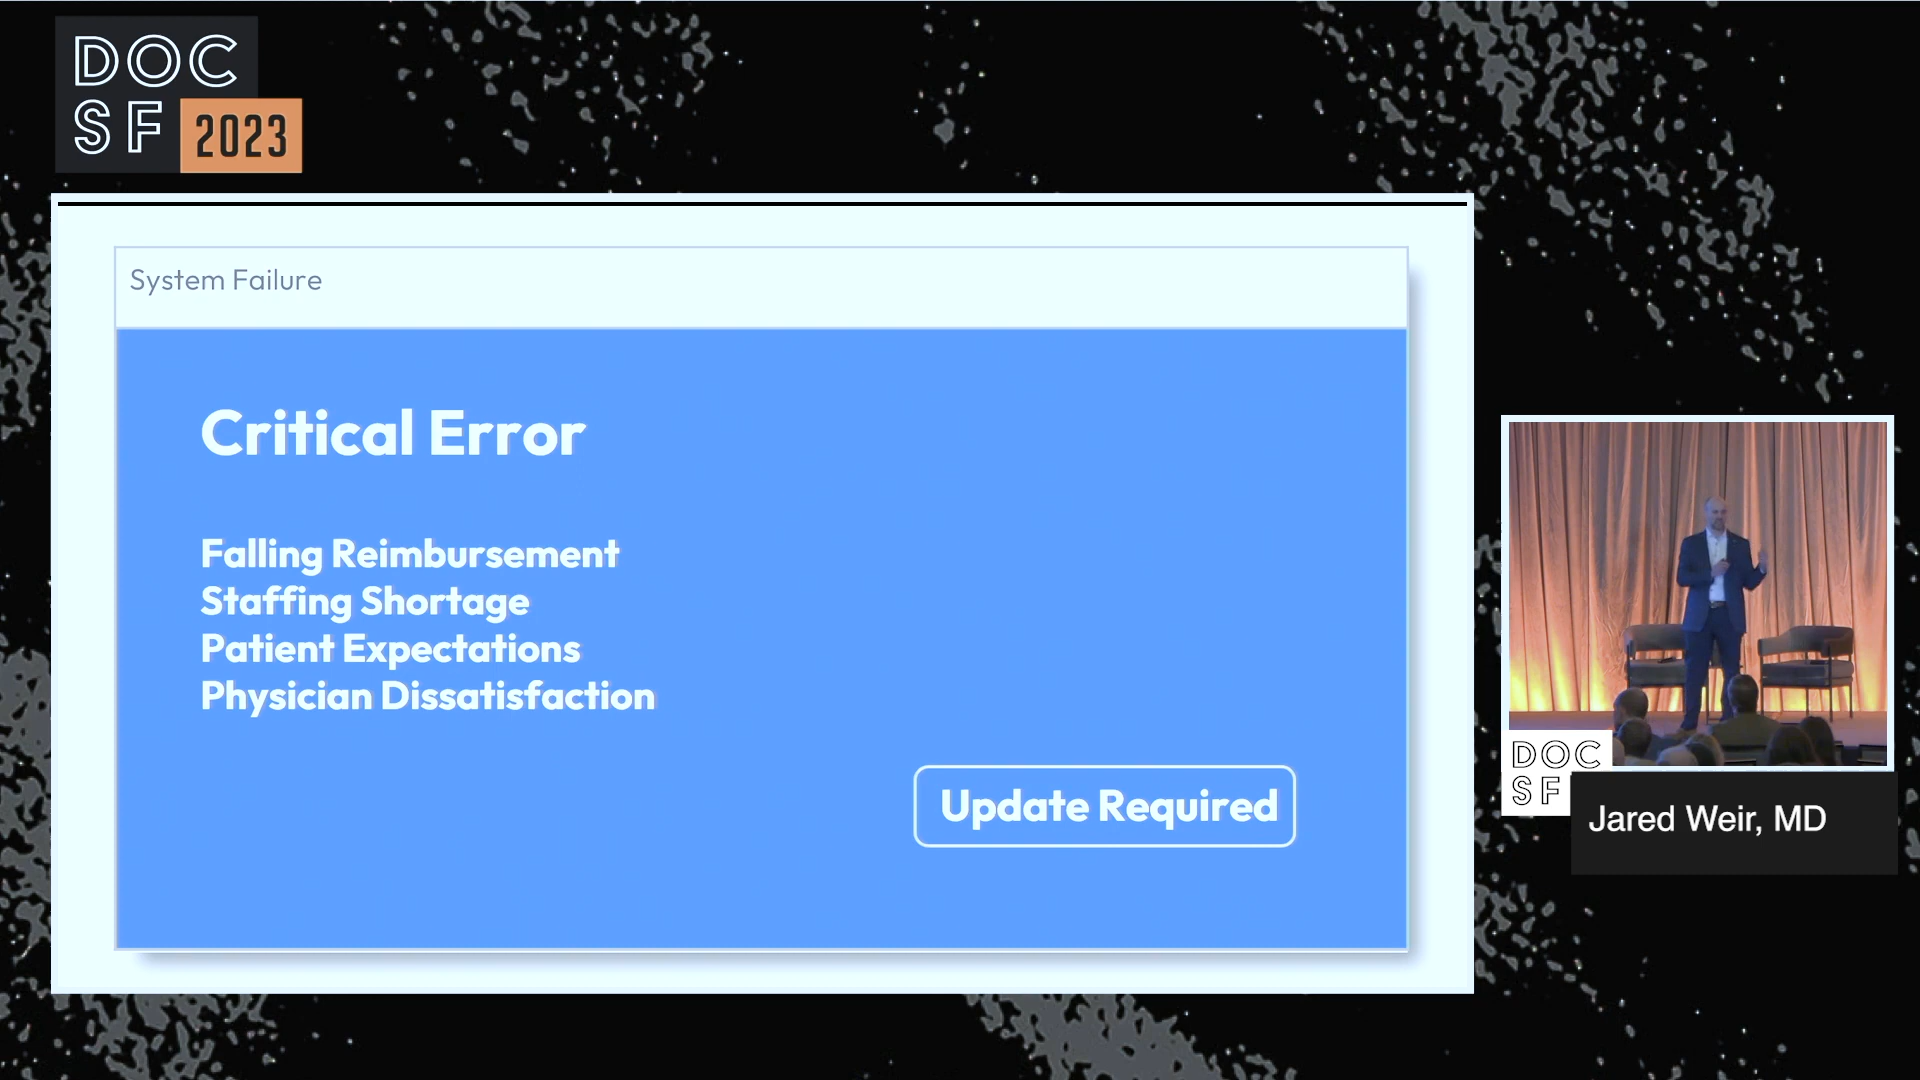 DOC
SF 2023
System Failure
Critical Error
Falling Reimbursement
Staffing Shortage
Patient Expectations
Physician Dissatisfaction
Update Required
DOC
SF
Jared Weir, MD